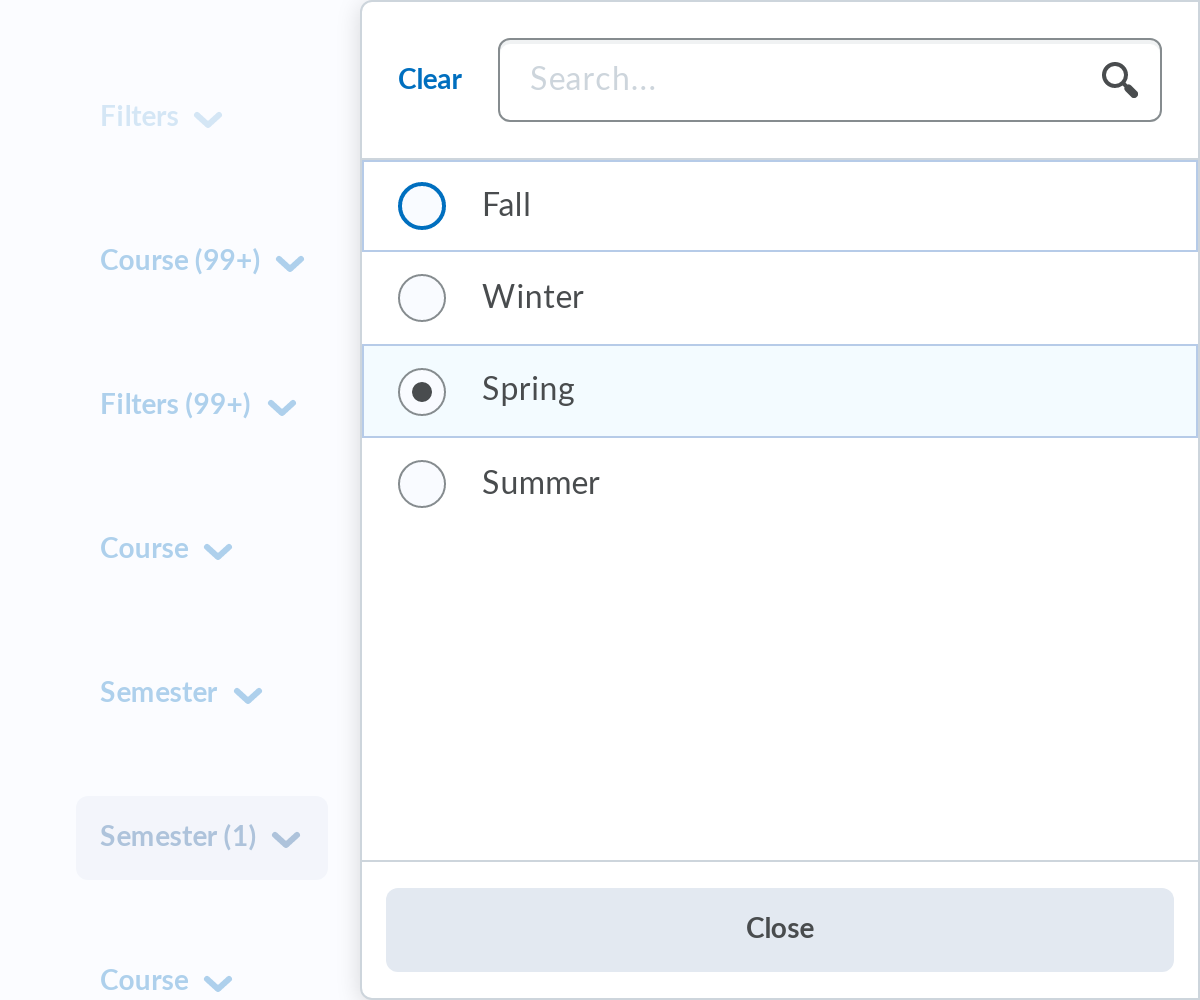 Filters
Course (99+)
Filters (99+)
Course
Semester
Semester (1)
Course
Clear
Search...
Fall
Winter
Spring
Summer
Close